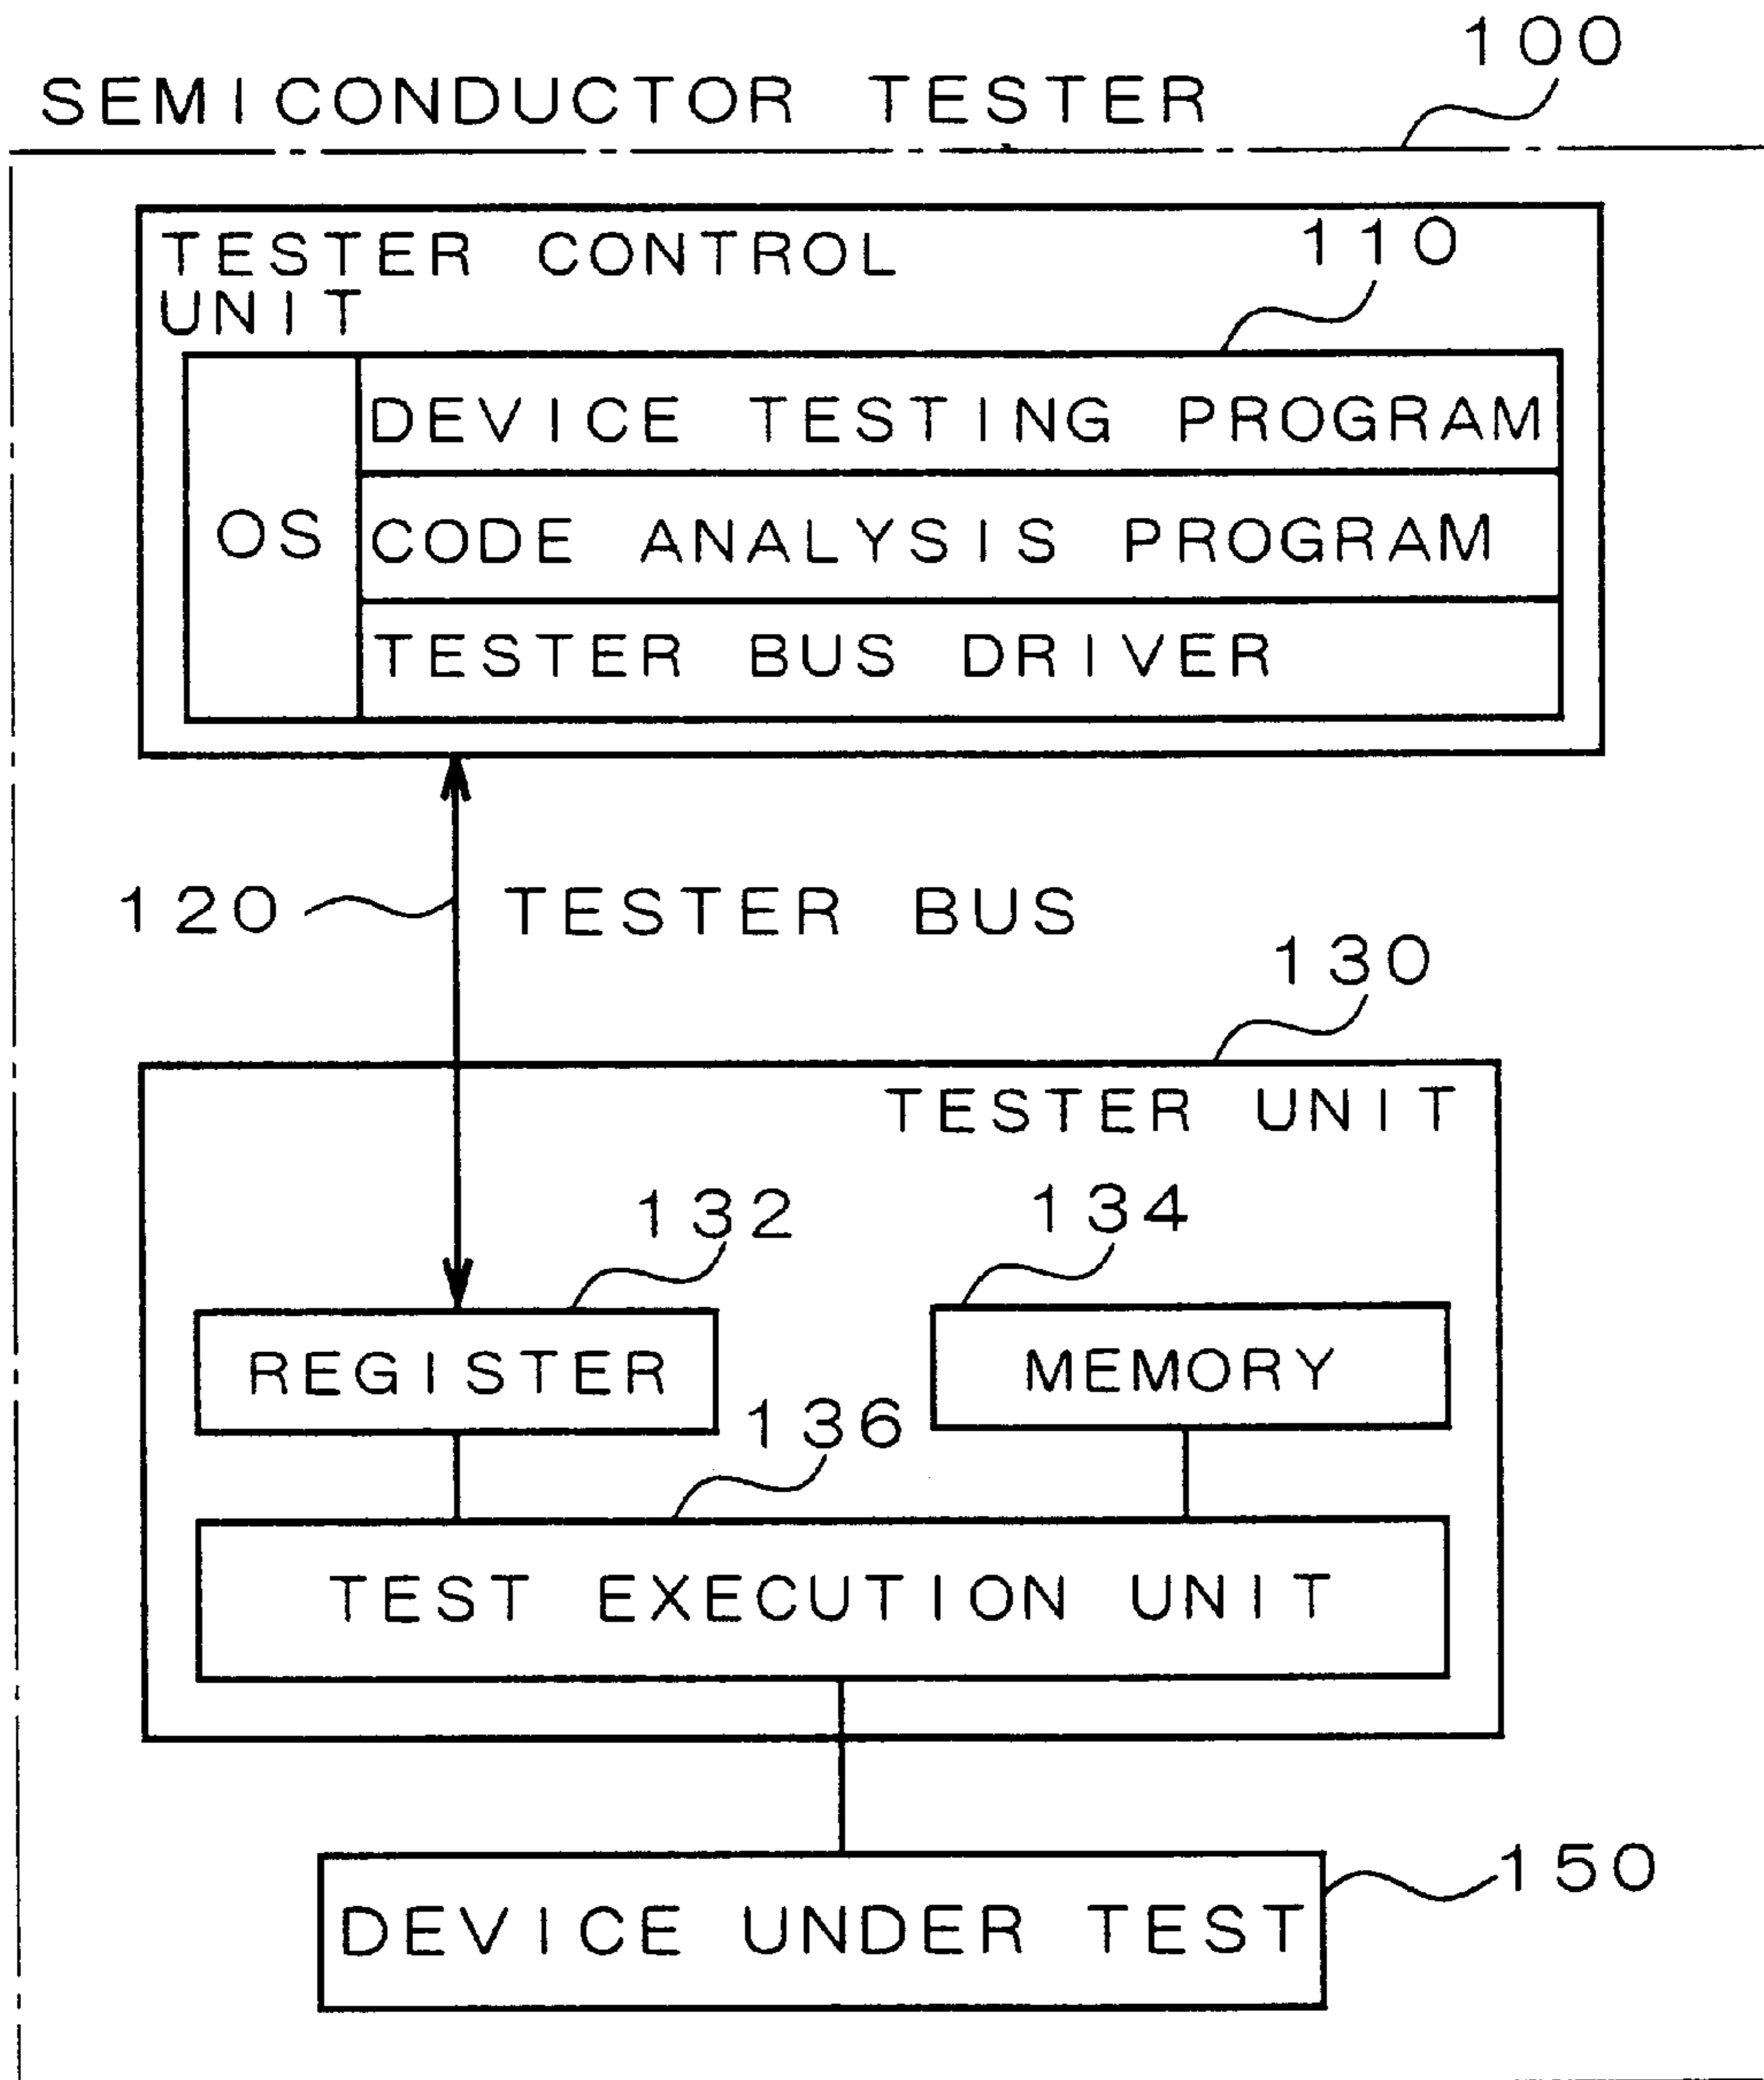 100
SEMICONDUCTOR TESTER
TESTER CONTROL
UNIT
110
DEVICE TESTING PROGRAM
OS
CODE ANALYSIS PROGRAM
TESTER BUS DRIVER
120
TESTER BUS
130
TESTER UNIT
132
134
REGISTER
MEMORY
136
TEST EXECUTION UNIT
150
DEVICE UNDER TEST